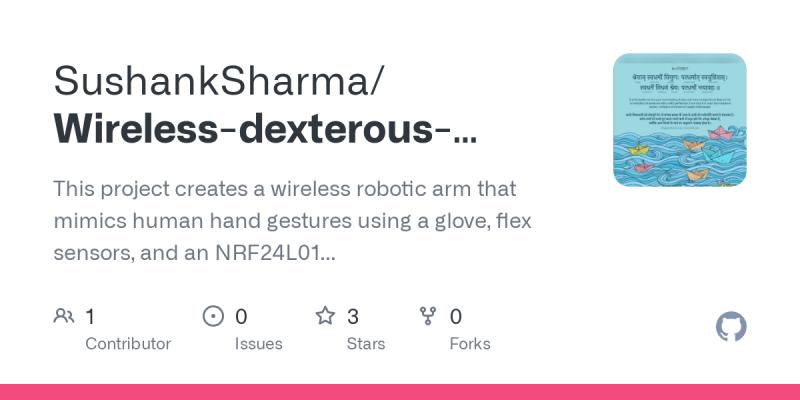 SushankSharma/
Wireless-dexterous-...
This project creates a wireless robotic arm that
mimics human hand gestures using a glove, flex
sensors, and an NRF24L01...
1
Contributor
0
Issues
3
Stars
0
Forks
श्रेयान् स्वधर्मो विगुणः परधर्मात् स्वनुष्ठितात्।
स्वधर्मे निधनं श्रेयः परधर्मो भयावहः॥